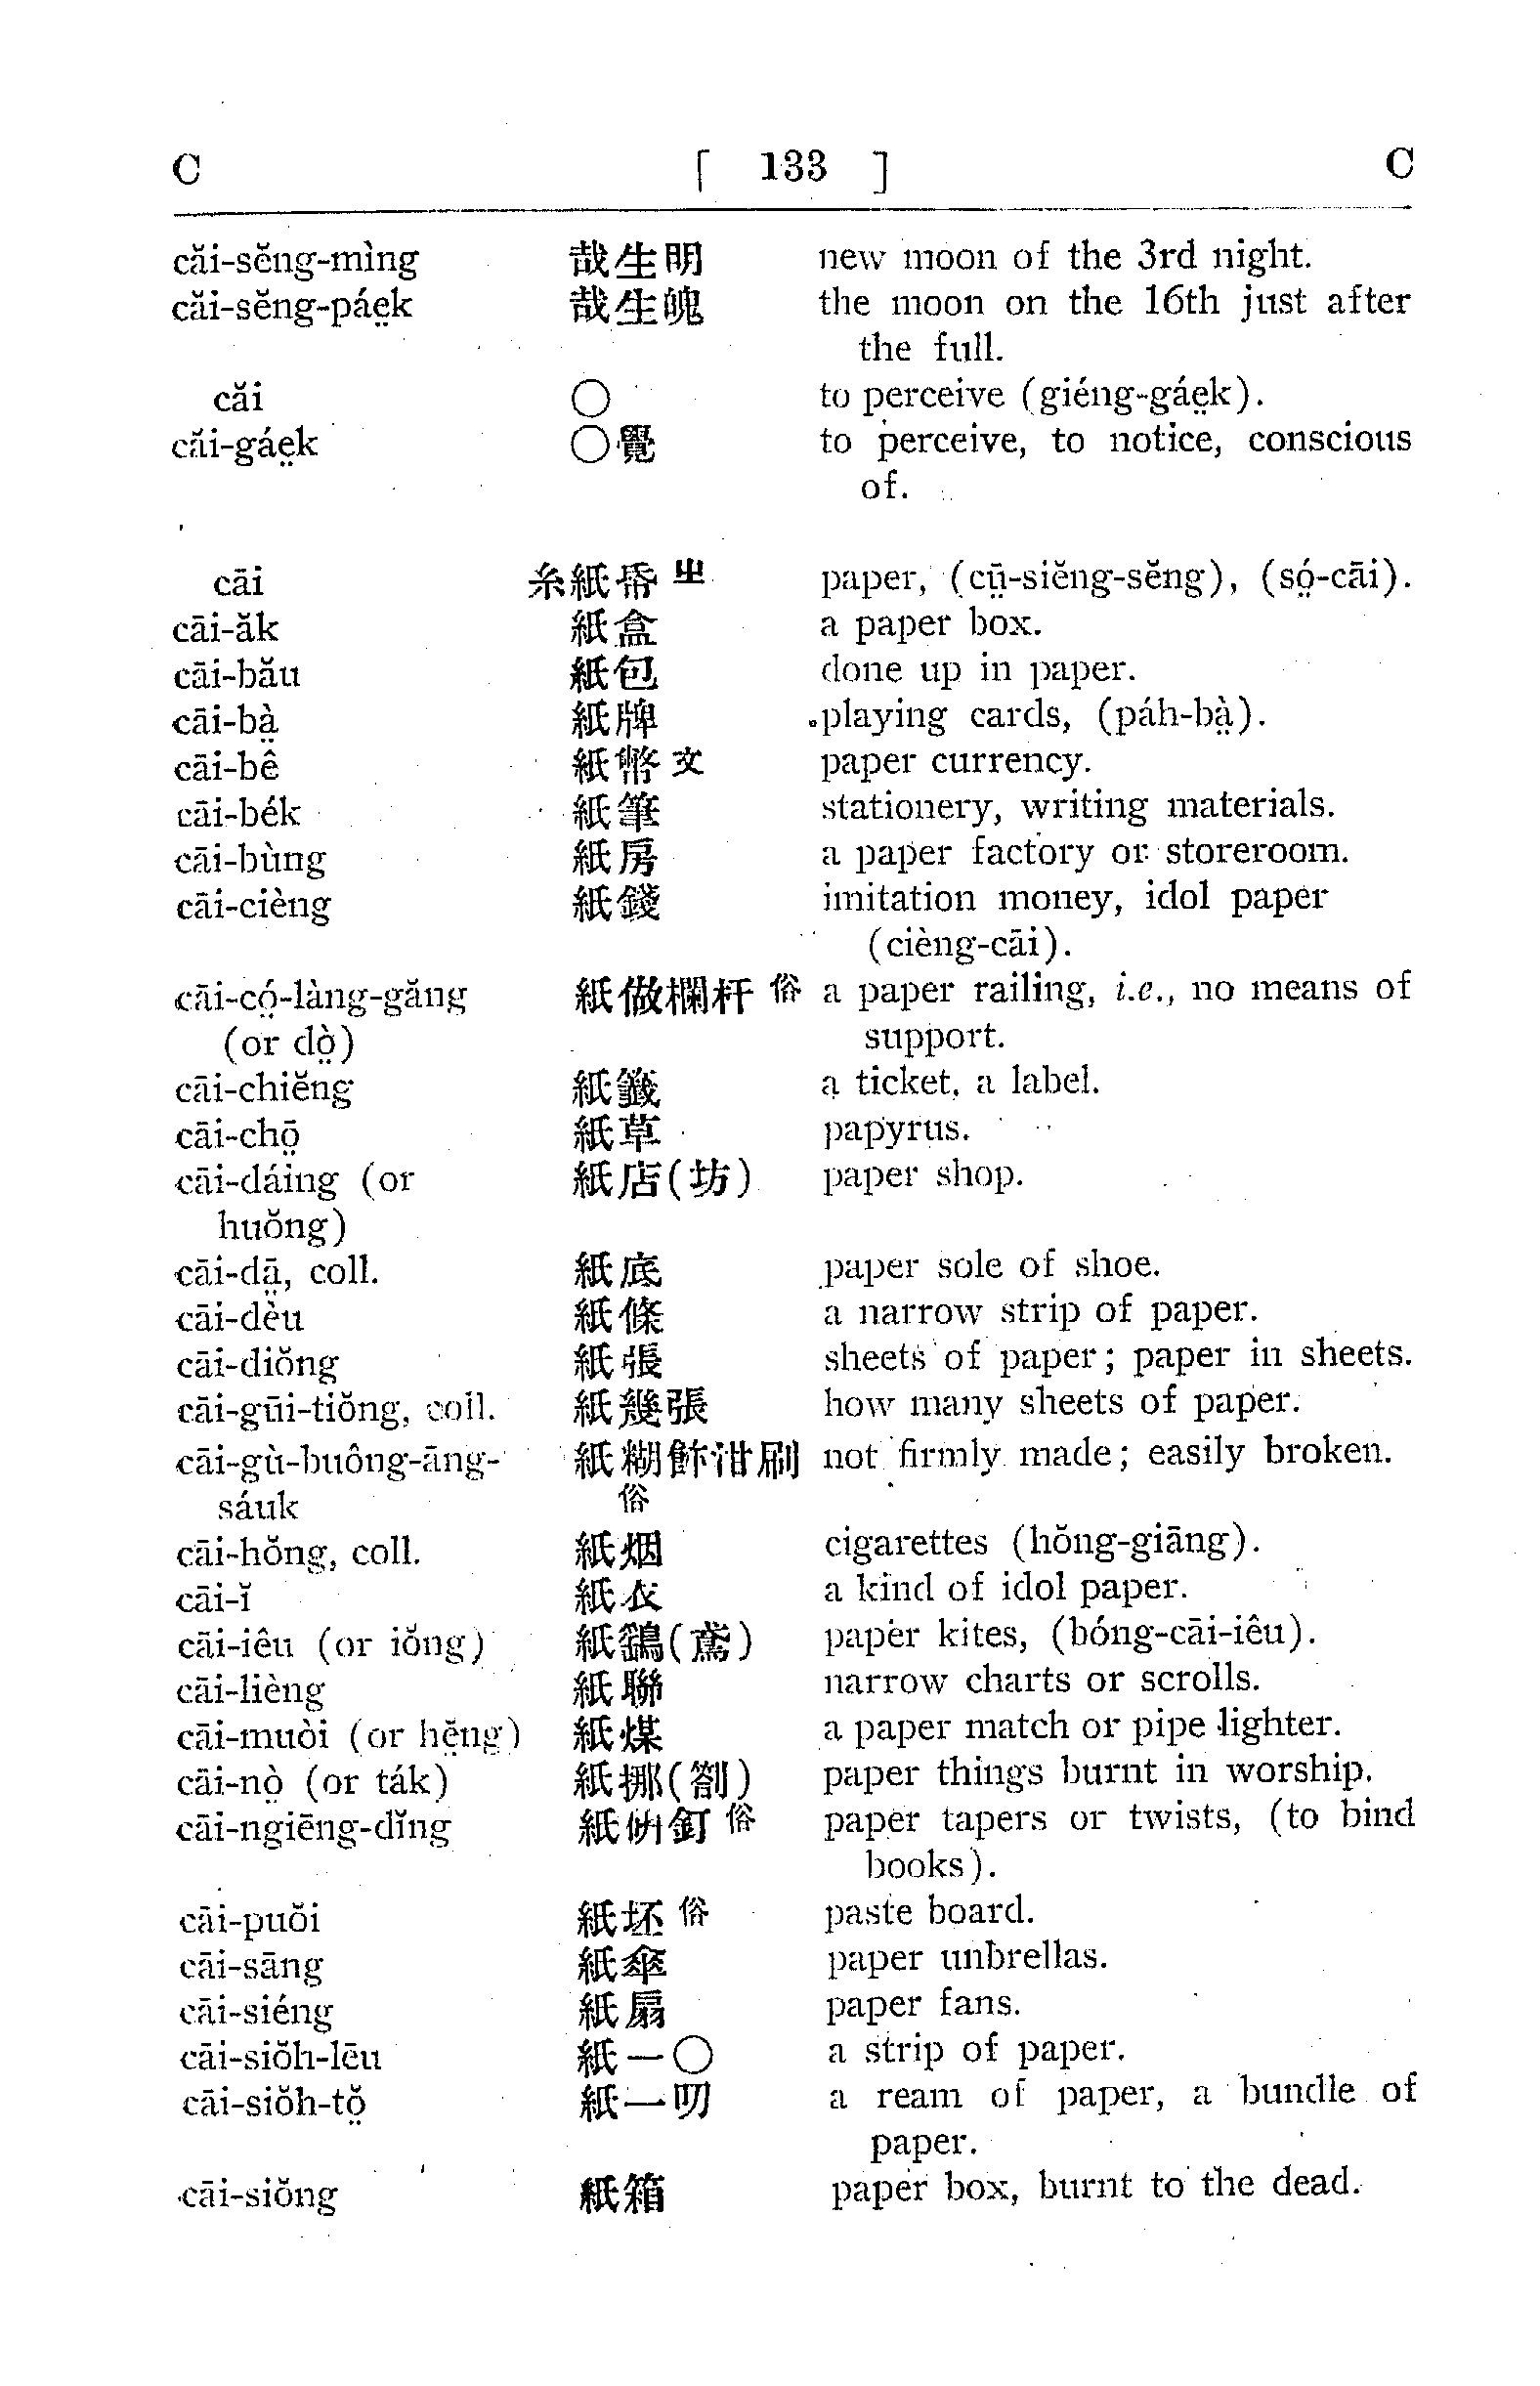 C [ 133 ] C
căi-sĕng-mìng 哉生明 new moon of the 3rd night.
căi-sĕng-páe̤k 哉生魄 the moon on the 16th just after
the full.
căi ○ to perceive (giéng-gáe̤k).
căi-gáe̤k ○覺 to perceive, to notice, conscious
of.
cāi 糸紙帋 ㄓ paper, (cṳ̄-siĕng-sĕng), (só̤-cāi).
cāi-ăk 紙盒 a paper box.
cāi-bău 紙包 done up in paper.
cāi-bà̤ 紙牌 playing cards, (páh-bà̤).
cāi-bê 紙幣文 paper currency.
cāi-bék 紙筆 stationery, writing materials.
cāi-bùng 紙房 a paper factory or storeroom.
cāi-cièng 紙錢 imitation money, idol paper
(cièng-cāi).
cāi-có̤-làng-găng 紙做欄杆 俗 a paper railing, i.e., no means of
(or dò̤) support.
cāi-chiĕng 紙籤 a ticket, a label.
cāi-chō̤ 紙草 papyrus.
cāi-dáing (or 紙店(坊) paper shop.
huŏng)
cāi-dā̤, coll. 紙底 paper sole of shoe.
cāi-dèu 紙條 a narrow strip of paper.
cāi-diŏng 紙張 sheets of paper; paper in sheets.
cāi-gūi-tiŏng, coll. 紙幾張 how many sheets of paper.
cāi-gù-buông-āng- 紙糊飰泔刷 not firmly made; easily broken.
sáuk 俗
cāi-hŏng, coll. 紙烟 cigarettes (hŏng-giāng).
cāi-ĭ 紙衣 a kind of idol paper.
cāi-iêu (or iŏng) 紙鷂(鳶) paper kites, (bóng-cāi-iêu).
cāi-lièng 紙聯 narrow charts or scrolls.
cāi-muòi (or hĕ̤ng) 紙煤 a paper match or pipe lighter.
cāi-nò̤ (or ták) 紙挪(劄) paper things burnt in worship.
cāi-ngiēng-dĭng 紙釘 俗 paper tapers or twists, (to bind
books).
cāi-puŏi 紙坯 俗 paste board.
cāi-sāng 紙傘 paper unbrellas.
cāi-siéng 紙扇 paper fans.
cāi-siŏh-lēu 紙一○ a strip of paper.
cāi-siŏh-tŏ̤ 紙一叨 a ream of paper, a bundle of
paper.
cāi-siŏng 紙箱 paper box, burnt to the dead.